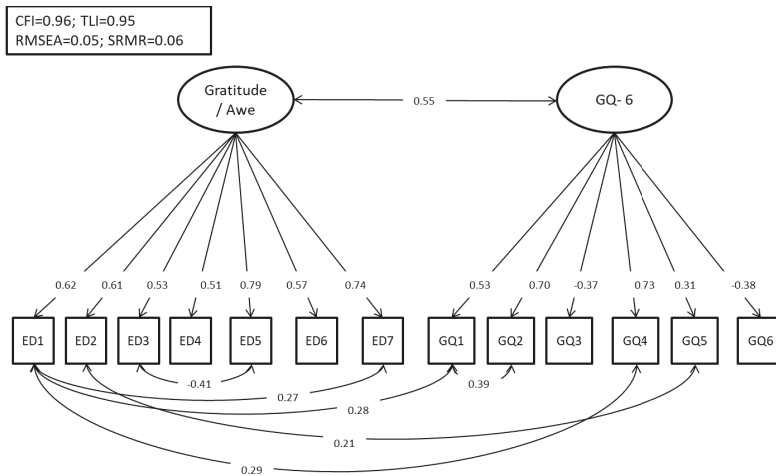 CFI=0.96; TLI=0.95
RMSEA=0.05; SRMR=0.06
Gratitude
/ Awe
0.55
GQ- 6
0.62 0.61 0.53 0.51 0.79 0.57 0.74 0.53 0.70 -0.37 0.73 0.31 -0.38
ED1 ED2 ED3 ED4 ED5 ED6 ED7 GQ1 GQ2 GQ3 GQ4 GQ5 GQ6
-0.41 0.39
0.27
0.28
0.21
0.29